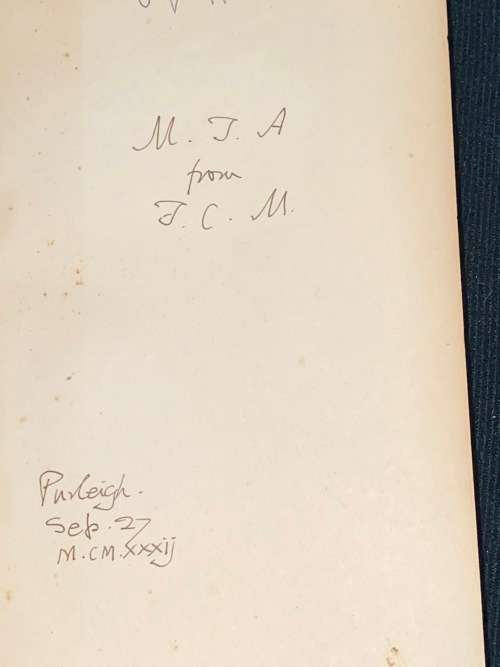 M. J. A
from
J. C. M.
Purleigh.
Sep. 27
M.CM.XXXij